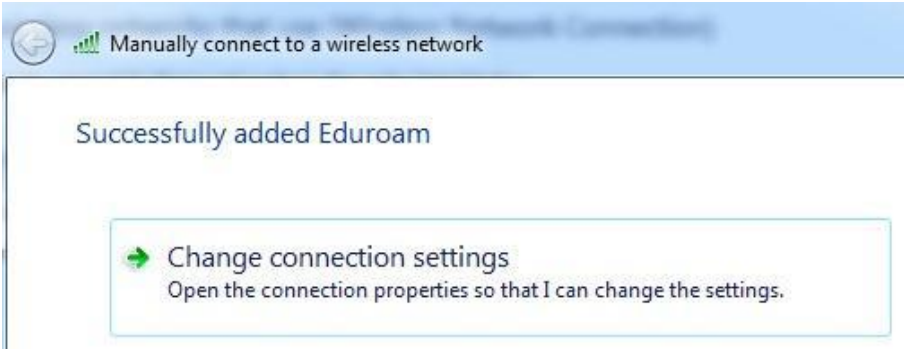 Manually connect to a wireless network
Successfully added Eduroam
Change connection settings
Open the connection properties so that I can change the settings.